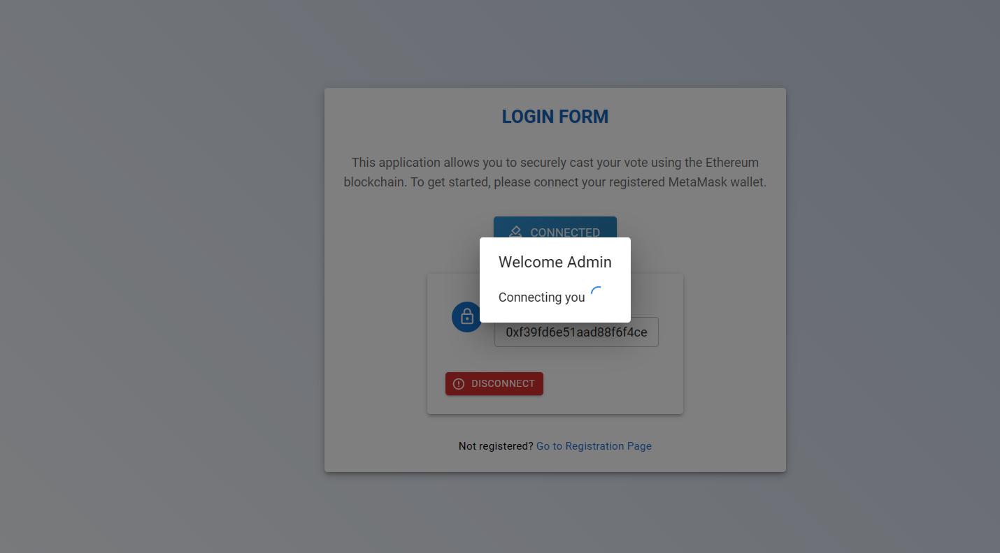 LOGIN FORM
This application allows you to securely cast your vote using the Ethereum
blockchain. To get started, please connect your registered MetaMask wallet.
CONNECTED
Welcome Admin
Connecting you
0xf39fd6e51aad88f6f4ce
DISCONNECT
Not registered? Go to Registration Page